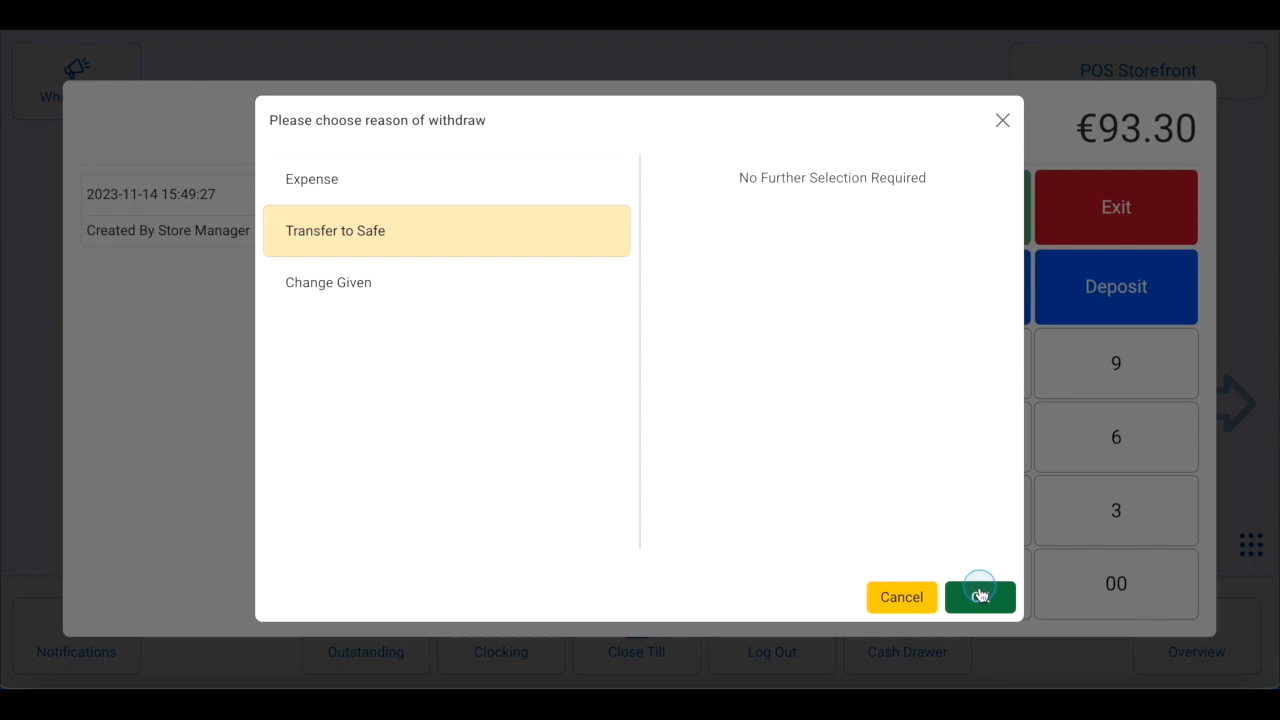 POS Storefront
Please choose reason of withdraw
€93.30
Expense
No Further Selection Required
2023-11-14 15:49:27
Exit
Transfer to Safe
Created By Store Manager
Change Given
Deposit
9
6
3
00
Cancel
Notifications
Outstanding
Clocking
Close Till
Log Out
Cash Drawer
Overview